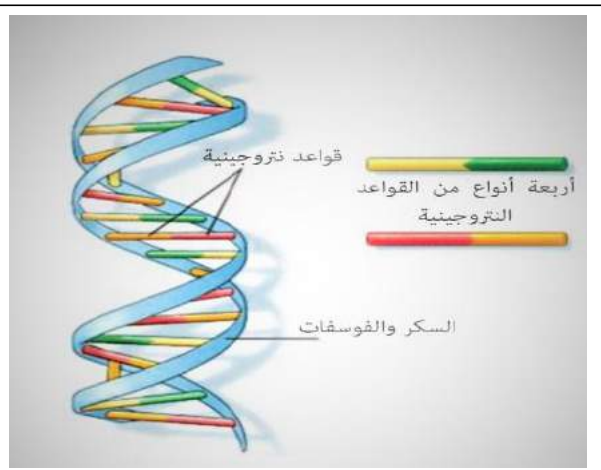 قواعد نتروجينية
أربعة أنواع من القواعد
النتروجينية
السكر والفوسفات